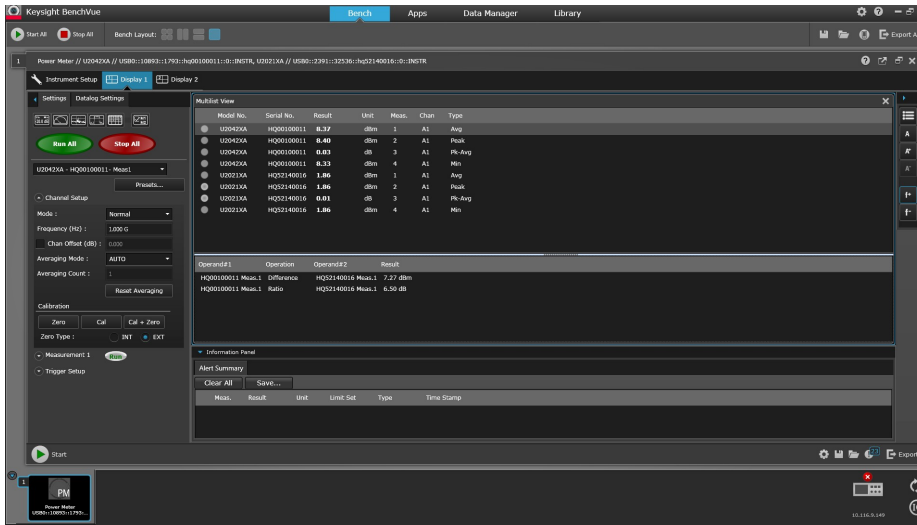 Keysight BenchVue
Bench Apps Data Manager Library
Start All Stop All Bench Layout: Export A
1 Power Meter // U2042XA // USB0::10893::1793::hq00100011::0::INSTR, U2021XA // USB0::2391::32536::hq52140016::0::INSTR
Instrument Setup Display 1 Display 2
Settings Datalog Settings
Run All Stop All
U2042XA - HQ00100011- Meas1
Presets...
Channel Setup
Mode : Normal
Frequency (Hz) : 1.000 G
Chan Offset (dB) : 0.000
Averaging Mode : AUTO
Averaging Count : 1
Reset Averaging
Calibration
Zero Cal Cal + Zero
Zero Type : INT EXT
Measurement 1 Run
Trigger Setup
Multilist View
Model No. Serial No. Result Unit Meas. Chan Type
U2042XA HQ00100011 8.37 dBm 1 A1 Avg
U2042XA HQ00100011 8.40 dBm 2 A1 Peak
U2042XA HQ00100011 0.03 dB 3 A1 Pk-Avg
U2042XA HQ00100011 8.33 dBm 4 A1 Min
U2021XA HQ52140016 1.86 dBm 1 A1 Avg
U2021XA HQ52140016 1.86 dBm 2 A1 Peak
U2021XA HQ52140016 0.01 dB 3 A1 Pk-Avg
U2021XA HQ52140016 1.86 dBm 4 A1 Min
Operand#1 Operation Operand#2 Result
HQ00100011 Meas.1 Difference HQ52140016 Meas.1 7.27 dBm
HQ00100011 Meas.1 Ratio HQ52140016 Meas.1 6.50 dB
Information Panel
Alert Summary
Clear All Save...
Meas. Result Unit Limit Set Type Time Stamp
Start Export
1
PM
Power Meter
USB0::10893::1793::...
10.116.9.149